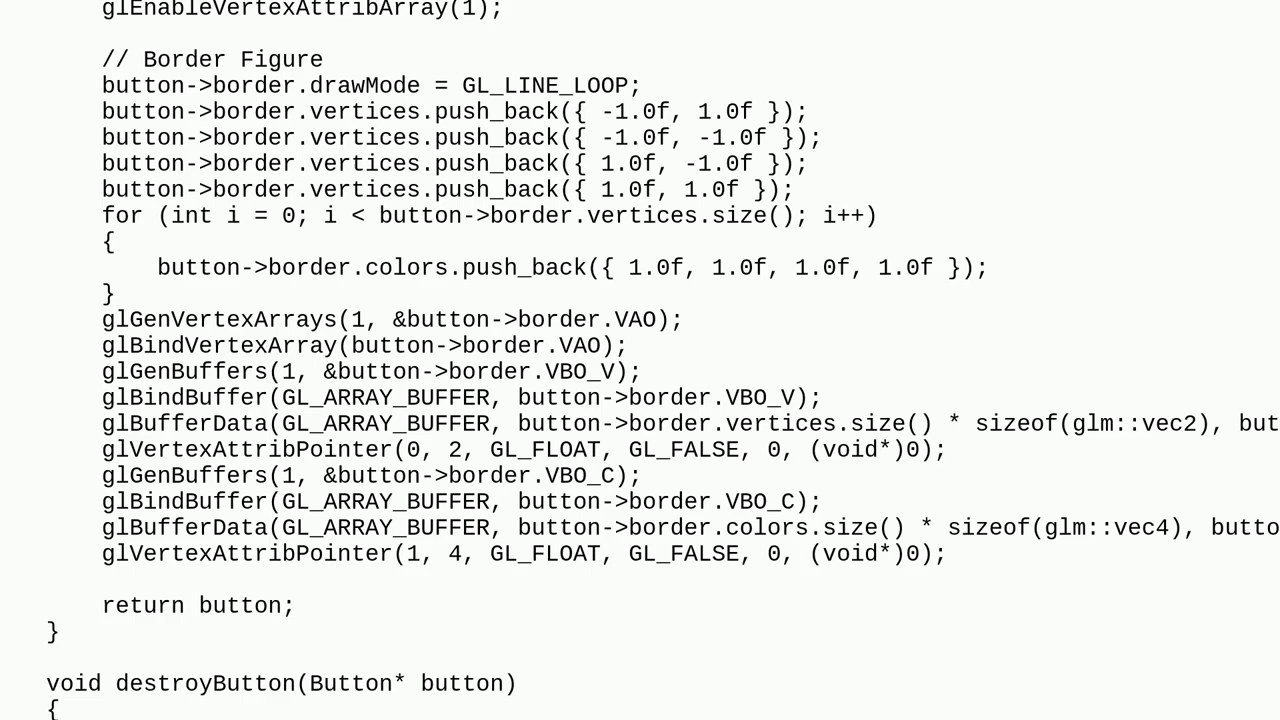 glEnableVertexAttribArray(1);
// Border Figure
button->border.drawMode = GL_LINE_LOOP;
button->border.vertices.push_back({ -1.0f, 1.0f });
button->border.vertices.push_back({ -1.0f, -1.0f });
button->border.vertices.push_back({ 1.0f, -1.0f });
button->border.vertices.push_back({ 1.0f, 1.0f });
for (int i = 0; i < button->border.vertices.size(); i++)
{
button->border.colors.push_back({ 1.0f, 1.0f, 1.0f, 1.0f });
}
glGenVertexArrays(1, &button->border.VAO);
glBindVertexArray(button->border.VAO);
glGenBuffers(1, &button->border.VBO_V);
glBindBuffer(GL_ARRAY_BUFFER, button->border.VBO_V);
glBufferData(GL_ARRAY_BUFFER, button->border.vertices.size() * sizeof(glm::vec2), but
glVertexAttribPointer(0, 2, GL_FLOAT, GL_FALSE, 0, (void*)0);
glGenBuffers(1, &button->border.VBO_C);
glBindBuffer(GL_ARRAY_BUFFER, button->border.VBO_C);
glBufferData(GL_ARRAY_BUFFER, button->border.colors.size() * sizeof(glm::vec4), butto
glVertexAttribPointer(1, 4, GL_FLOAT, GL_FALSE, 0, (void*)0);
return button;
}
void destroyButton(Button* button)
{